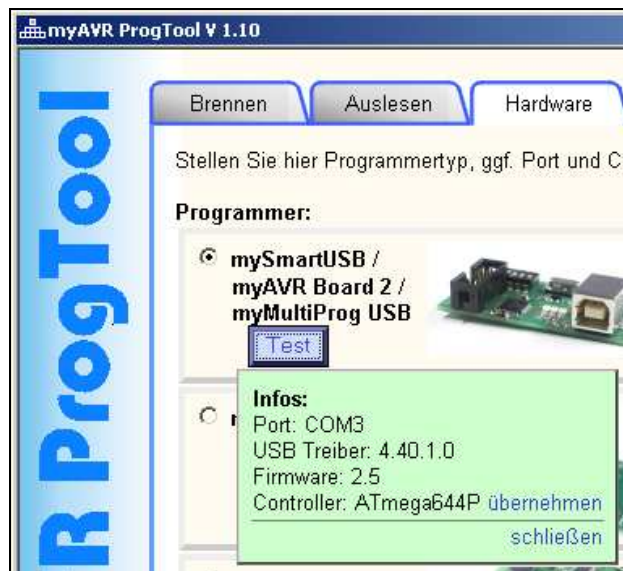 myAVR ProgTool V 1.10
Brennen
Auslesen
Hardware
Stellen Sie hier Programmertyp, ggf. Port und C
Programmer:
mySmartUSB /
myAVR Board 2 /
myMultiProg USB
Test
Infos:
Port: COM3
USB Treiber: 4.40.1.0
Firmware: 2.5
Controller: ATmega644P übernehmen
schließen
R ProgTool